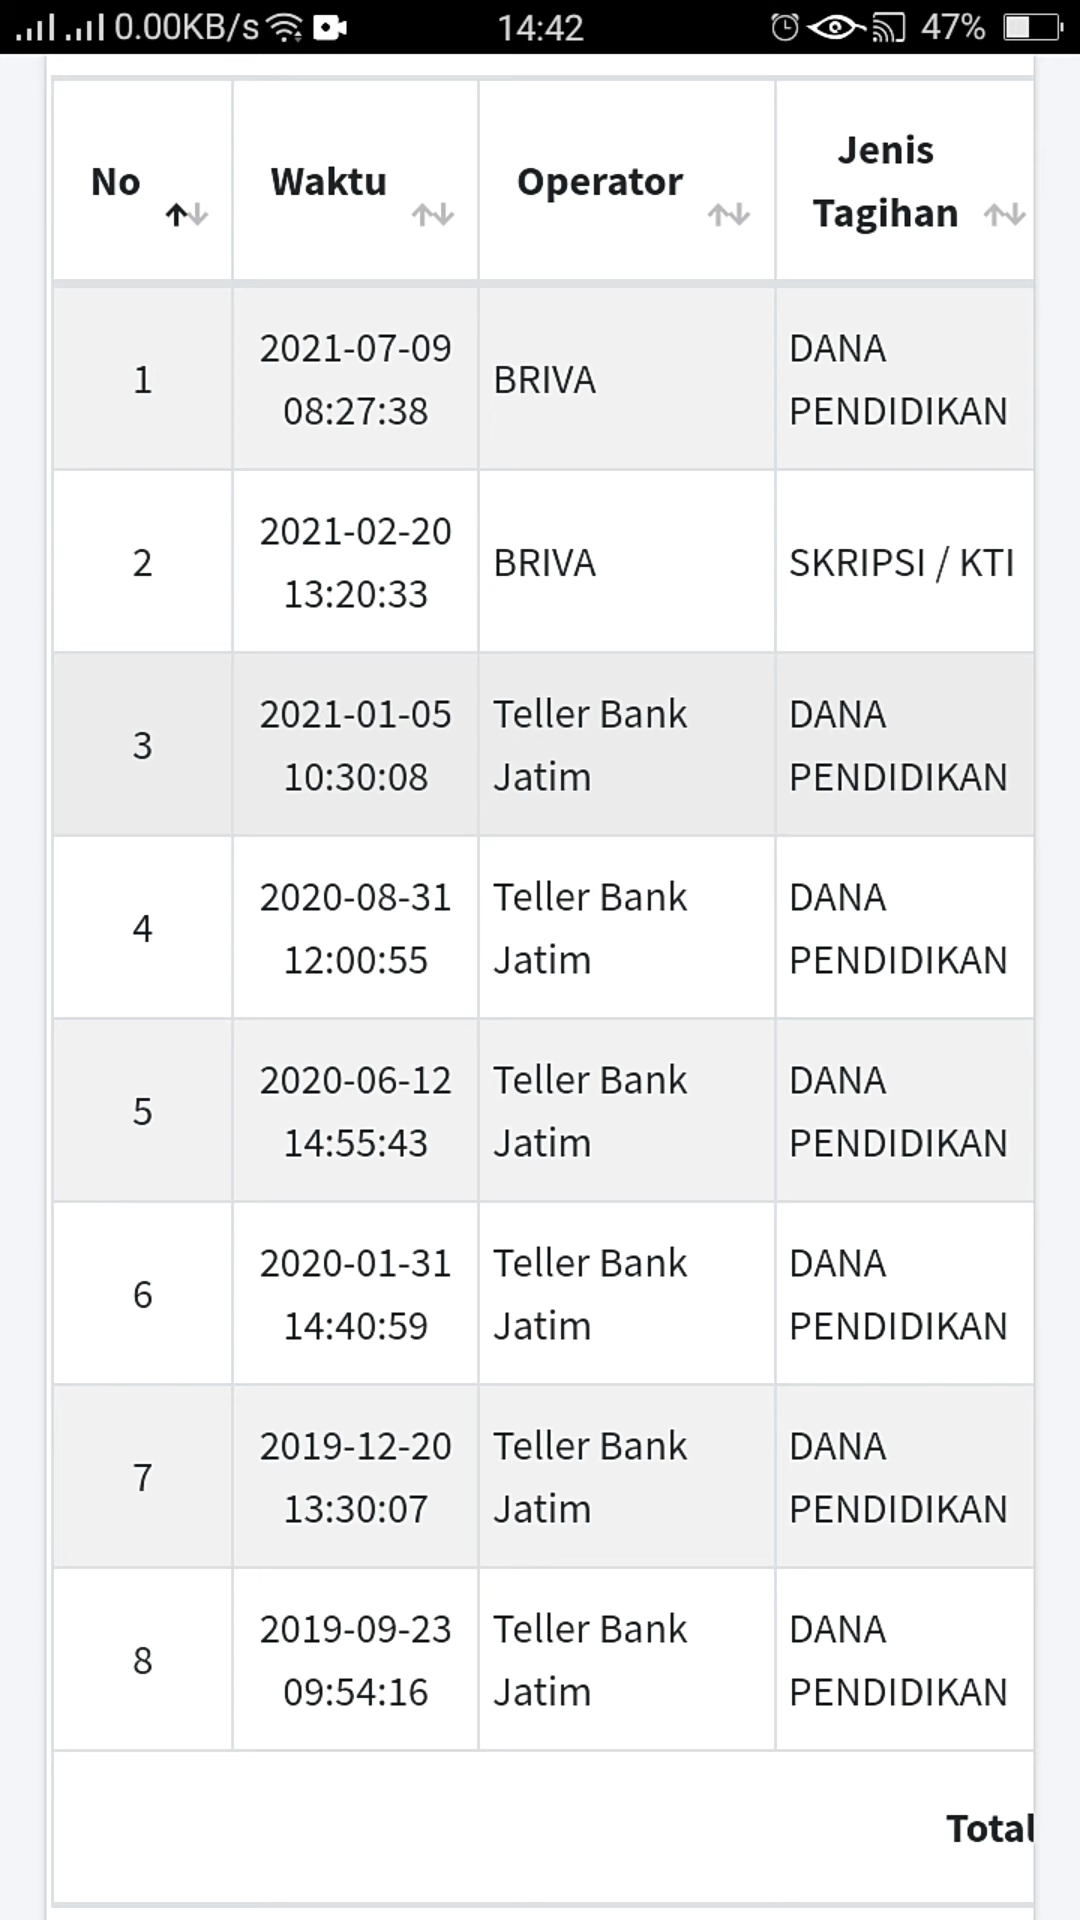 0.00KB/s 14:42 47%
No Waktu Operator Jenis Tagihan
1 2021-07-09 08:27:38 BRIVA DANA PENDIDIKAN
2 2021-02-20 13:20:33 BRIVA SKRIPSI / KTI
3 2021-01-05 10:30:08 Teller Bank Jatim DANA PENDIDIKAN
4 2020-08-31 12:00:55 Teller Bank Jatim DANA PENDIDIKAN
5 2020-06-12 14:55:43 Teller Bank Jatim DANA PENDIDIKAN
6 2020-01-31 14:40:59 Teller Bank Jatim DANA PENDIDIKAN
7 2019-12-20 13:30:07 Teller Bank Jatim DANA PENDIDIKAN
8 2019-09-23 09:54:16 Teller Bank Jatim DANA PENDIDIKAN
Total